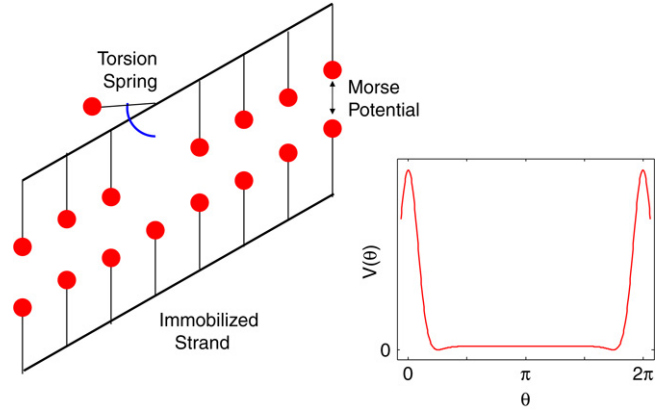 Torsion
Spring
Morse
Potential
Immobilized
Strand
V(θ)
0
0
π
2π
θ